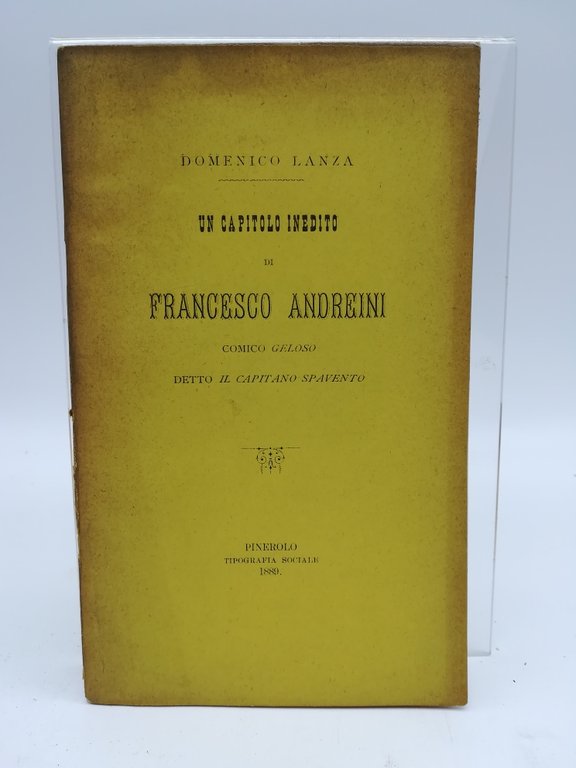 DOMENICO LANZA
UN CAPITOLO INEDITO
DI
FRANCESCO ANDREINI
COMICO GELOSO
DETTO IL CAPITANO SPAVENTO
PINEROLO
TIPOGRAFIA SOCIALE
1889.